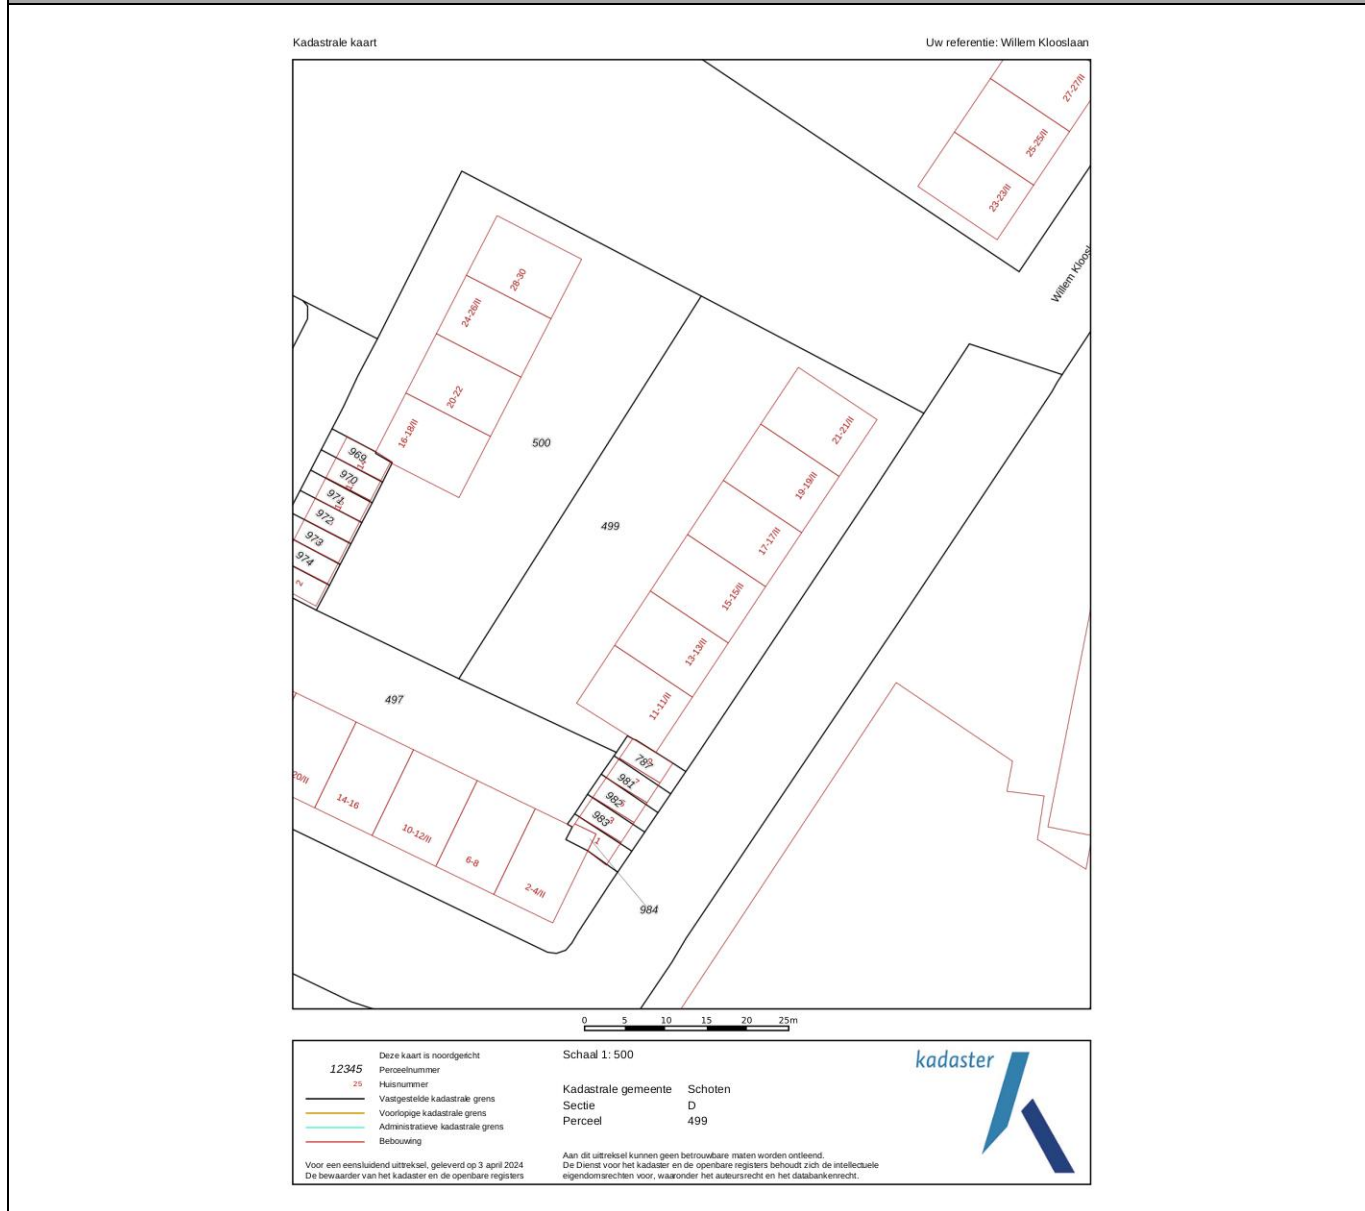 Kadastrale kaart
Uw referentie: Willem Klooslaan
27-27/II
25-25/II
23-23/II
Willem Kloosl
28-30
24-26/II
20-22
16-18/II
500
499
21-21/II
19-19/II
17-17/II
15-15/II
13-13/II
11-11/II
969
14
970
971
972
973
974
2
497
787
981
7
982
983
3
1
984
20/II
14-16
10-12/II
6-8
2-4/II
0 5 10 15 20 25m
Deze kaart is noordgericht
12345 Perceelnummer
25 Huisnummer
Vastgestelde kadastrale grens
Voorlopige kadastrale grens
Administratieve kadastrale grens
Bebouwing
Voor een eensluidend uittreksel, geleverd op 3 april 2024
De bewaarder van het kadaster en de openbare registers
Schaal 1: 500
Kadastrale gemeente Schoten
Sectie D
Perceel 499
Aan dit uittreksel kunnen geen betrouwbare maten worden ontleend.
De Dienst voor het kadaster en de openbare registers behoudt zich de intellectuele
eigendomsrechten voor, waaronder het auteursrecht en het databankenrecht.
kadaster